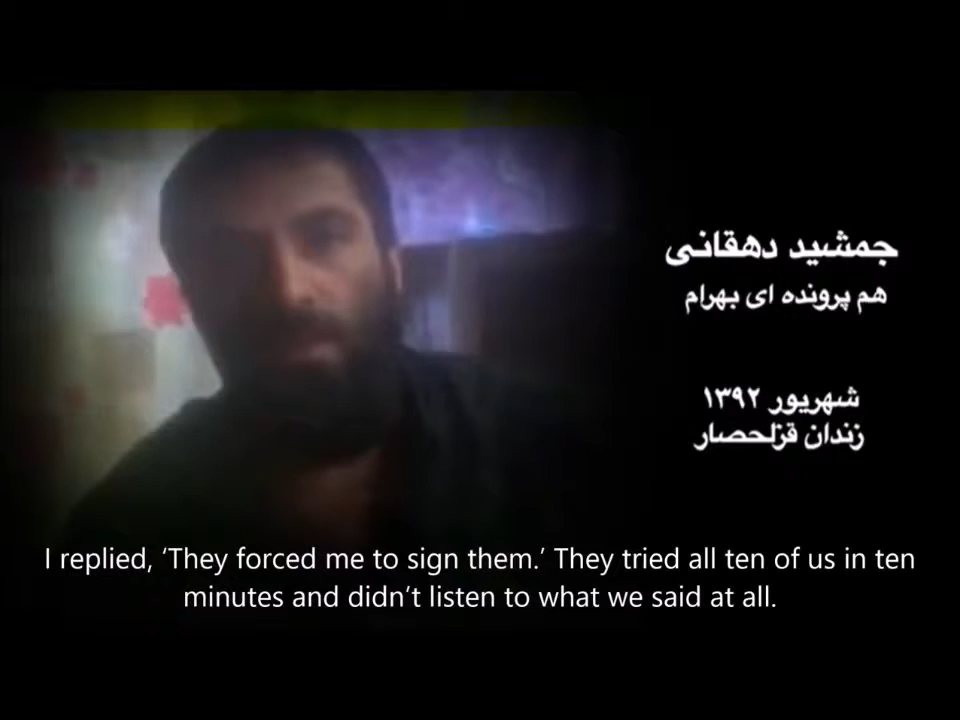 جمشید دهقانی
هم پرونده ای بهرام
شهریور ۱۳۹۲
زندان قزلحصار
I replied, ‘They forced me to sign them.’ They tried all ten of us in ten
minutes and didn’t listen to what we said at all.